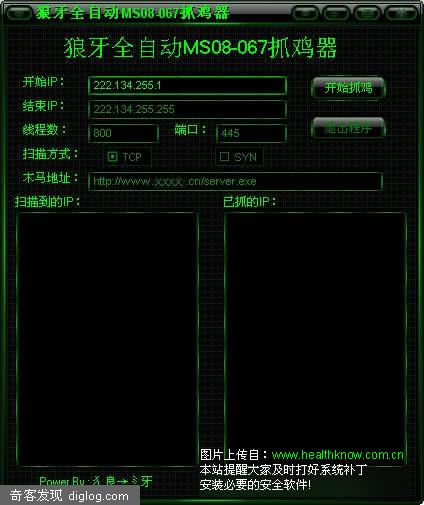 狼牙全自动MS08-067抓鸡器
狼牙全自动MS08-067抓鸡器
开始IP： 222.134.255.1 开始抓鸡
结束IP： 222.134.255.255 退出程序
线程数： 800 端口： 445
扫描方式： TCP SYN
木马地址： http://www.xxxx.cn/server.exe
扫描到的IP： 已抓的IP：
图片上传自：www.healthknow.com.cn
本站提醒大家及时打好系统补丁
安装必要的安全软件!
Power By :犭良→彡牙
奇客发现 diglog.com